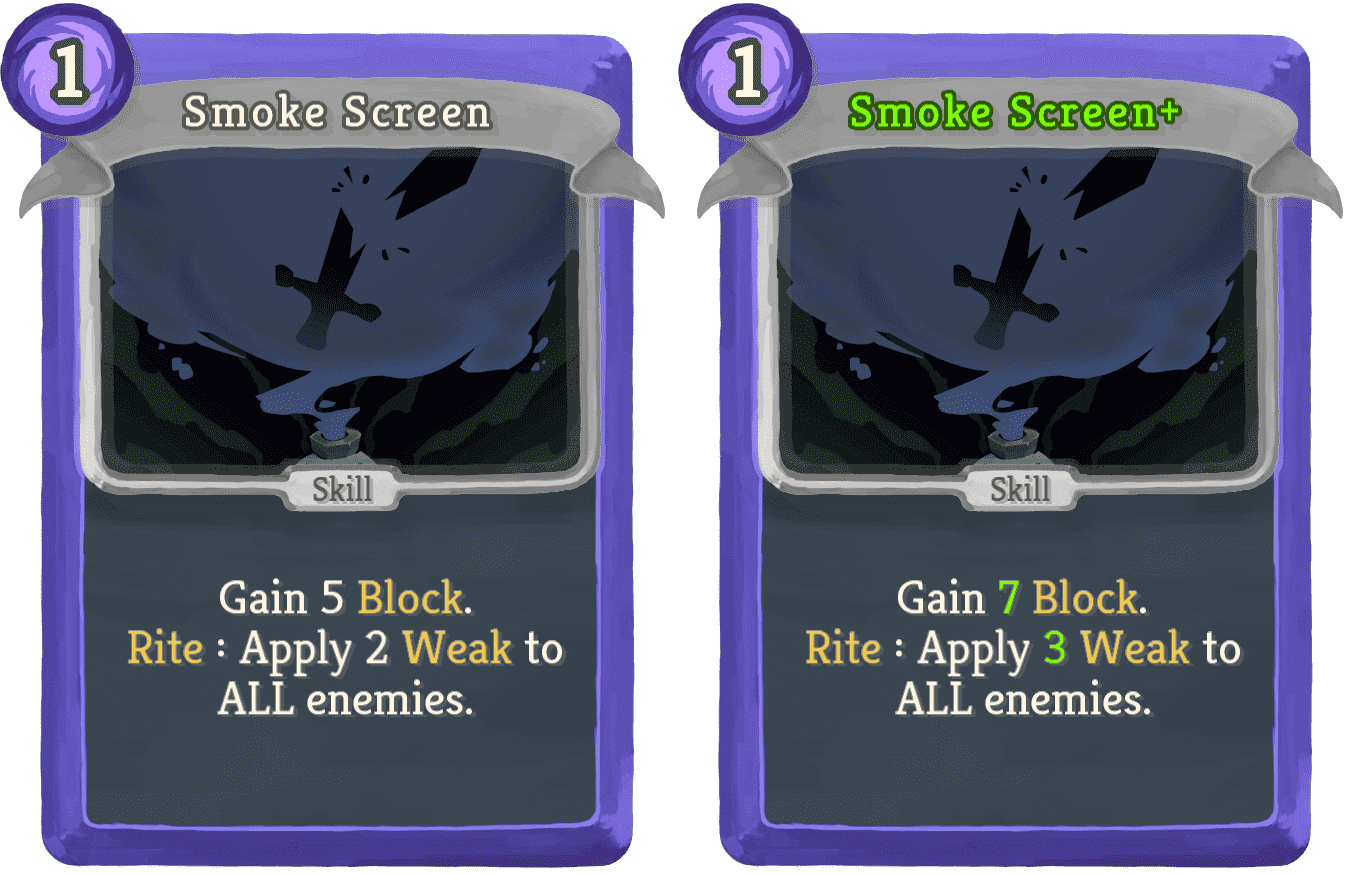 1
Smoke Screen
Skill
Gain 5 Block.
Rite : Apply 2 Weak to
ALL enemies.
1
Smoke Screen+
Skill
Gain 7 Block.
Rite : Apply 3 Weak to
ALL enemies.